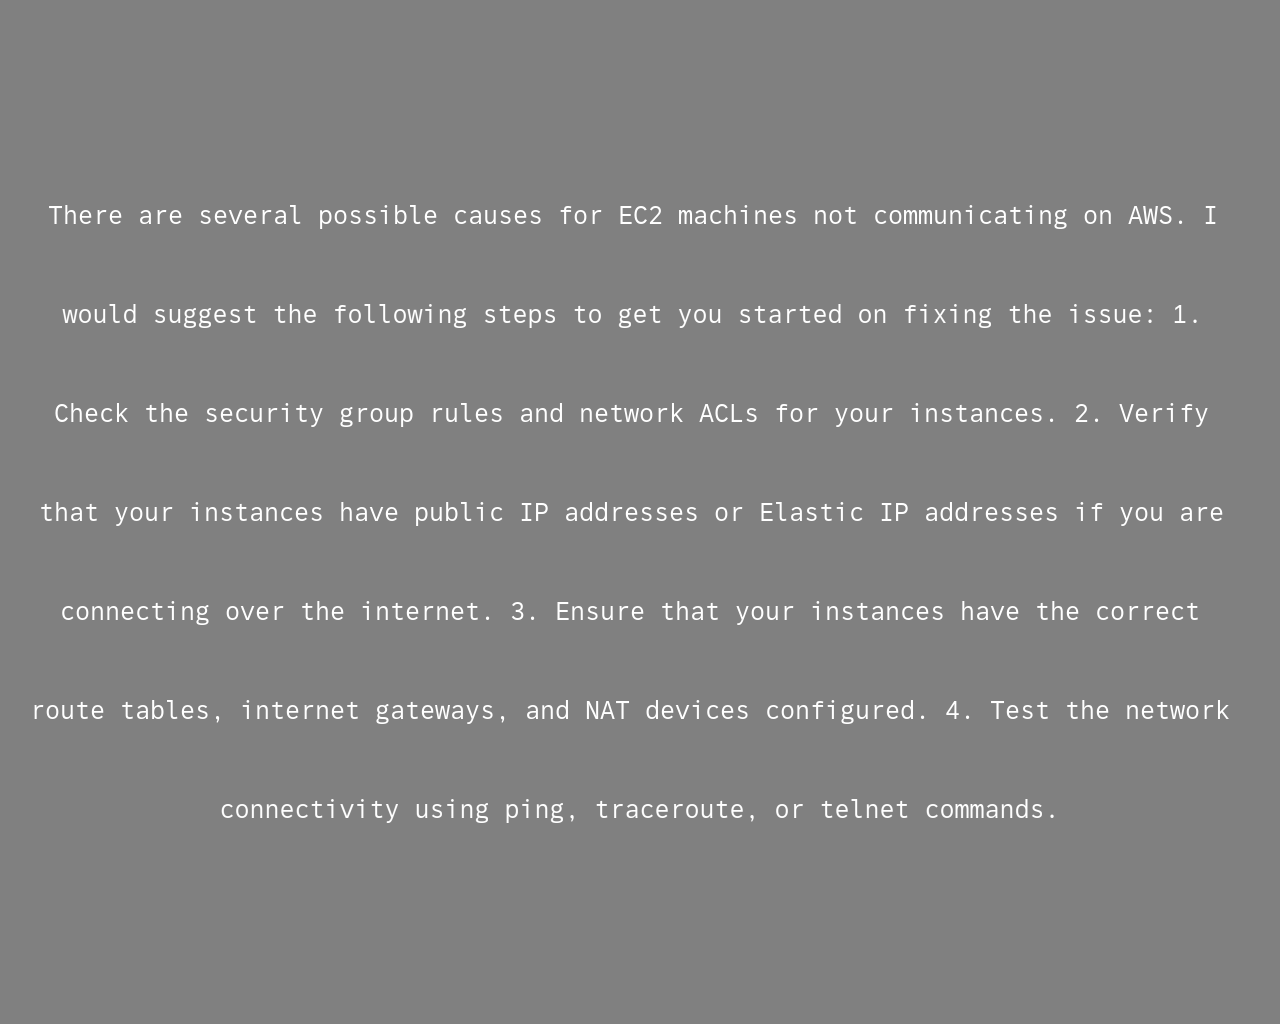 There are several possible causes for EC2 machines not communicating on AWS. I
would suggest the following steps to get you started on fixing the issue: 1.
Check the security group rules and network ACLs for your instances. 2. Verify
that your instances have public IP addresses or Elastic IP addresses if you are
connecting over the internet. 3. Ensure that your instances have the correct
route tables, internet gateways, and NAT devices configured. 4. Test the network
connectivity using ping, traceroute, or telnet commands.